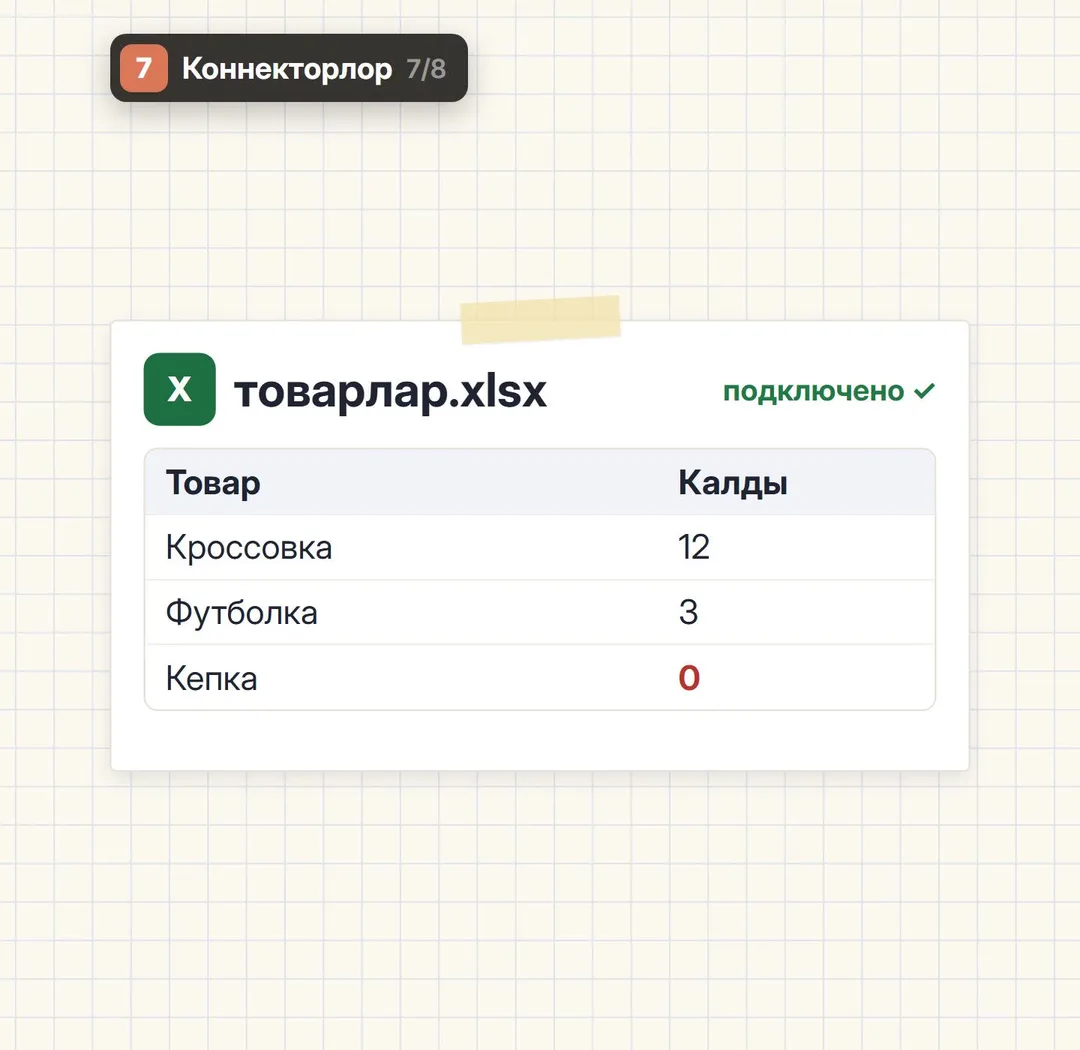 7 Коннекторлор 7/8
X товарлар.xlsx подключено ✓
Товар Калды
Кроссовка 12
Футболка 3
Кепка 0